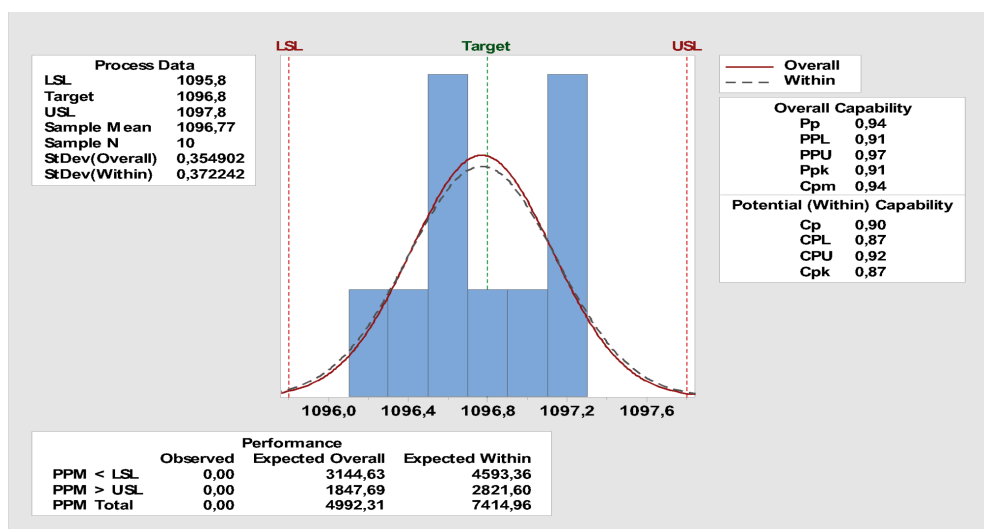 LSL Target USL
Process Data
LSL 1095,8
Target 1096,8
USL 1097,8
Sample Mean 1096,77
Sample N 10
StDev(Overall) 0,354902
StDev(Within) 0,372242
Overall
Within
Overall Capability
Pp 0,94
PPL 0,91
PPU 0,97
Ppk 0,91
Cpm 0,94
Potential (Within) Capability
Cp 0,90
CPL 0,87
CPU 0,92
Cpk 0,87
1096,0 1096,4 1096,8 1097,2 1097,6
Performance
Observed Expected Overall Expected Within
PPM < LSL 0,00 3144,63 4593,36
PPM > USL 0,00 1847,69 2821,60
PPM Total 0,00 4992,31 7414,96